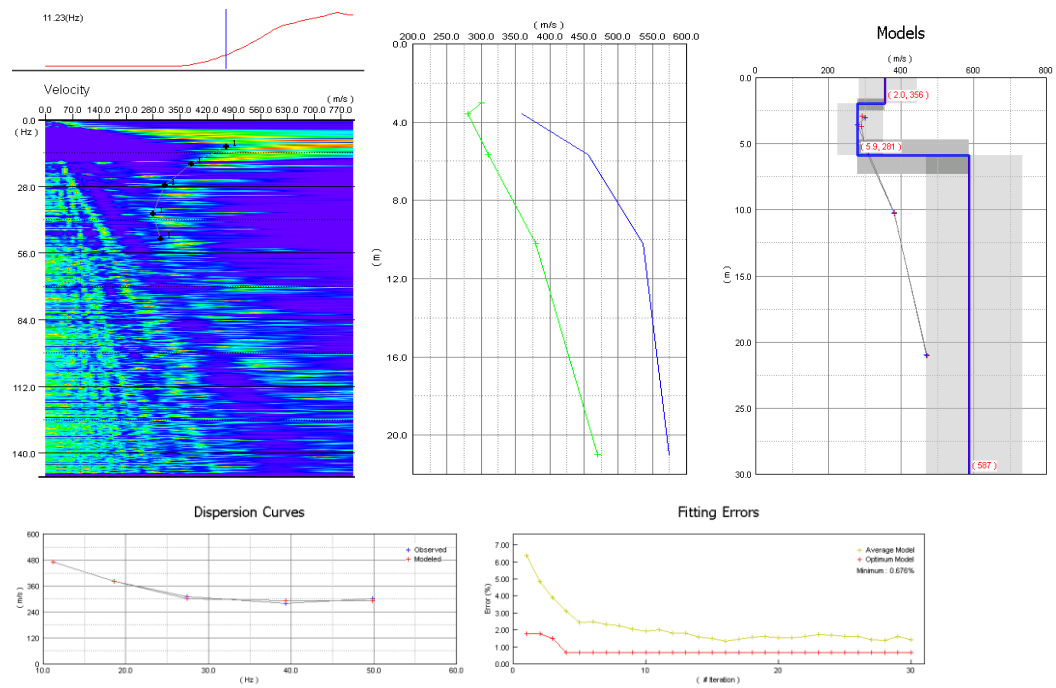 11.23(Hz)
Velocity
( m/s )
0.0 70.0 140.0 210.0 280.0 350.0 420.0 490.0 560.0 630.0 700.0 770.0
0.0
( Hz )
28.0
56.0
84.0
112.0
140.0
1
1
( m/s )
200.0 250.0 300.0 350.0 400.0 450.0 500.0 550.0 600.0
0.0
4.0
8.0
( m )
12.0
16.0
20.0
Models
( m/s )
0 200 400 600 800
0.0
5.0
10.0
15.0
( m )
20.0
25.0
30.0
( 2.0, 356 )
( 5.9, 281 )
( 587 )
Dispersion Curves
600
480
360
240
120
0
( m/s )
10.0 20.0 30.0 40.0 50.0 60.0
( Hz )
Observed
Modeled
Fitting Errors
7.00
6.00
5.00
4.00
3.00
2.00
1.00
0.00
Error (%)
0 10 20 30
( # Iteration )
Average Model
Optimum Model
Minimum : 0.676%